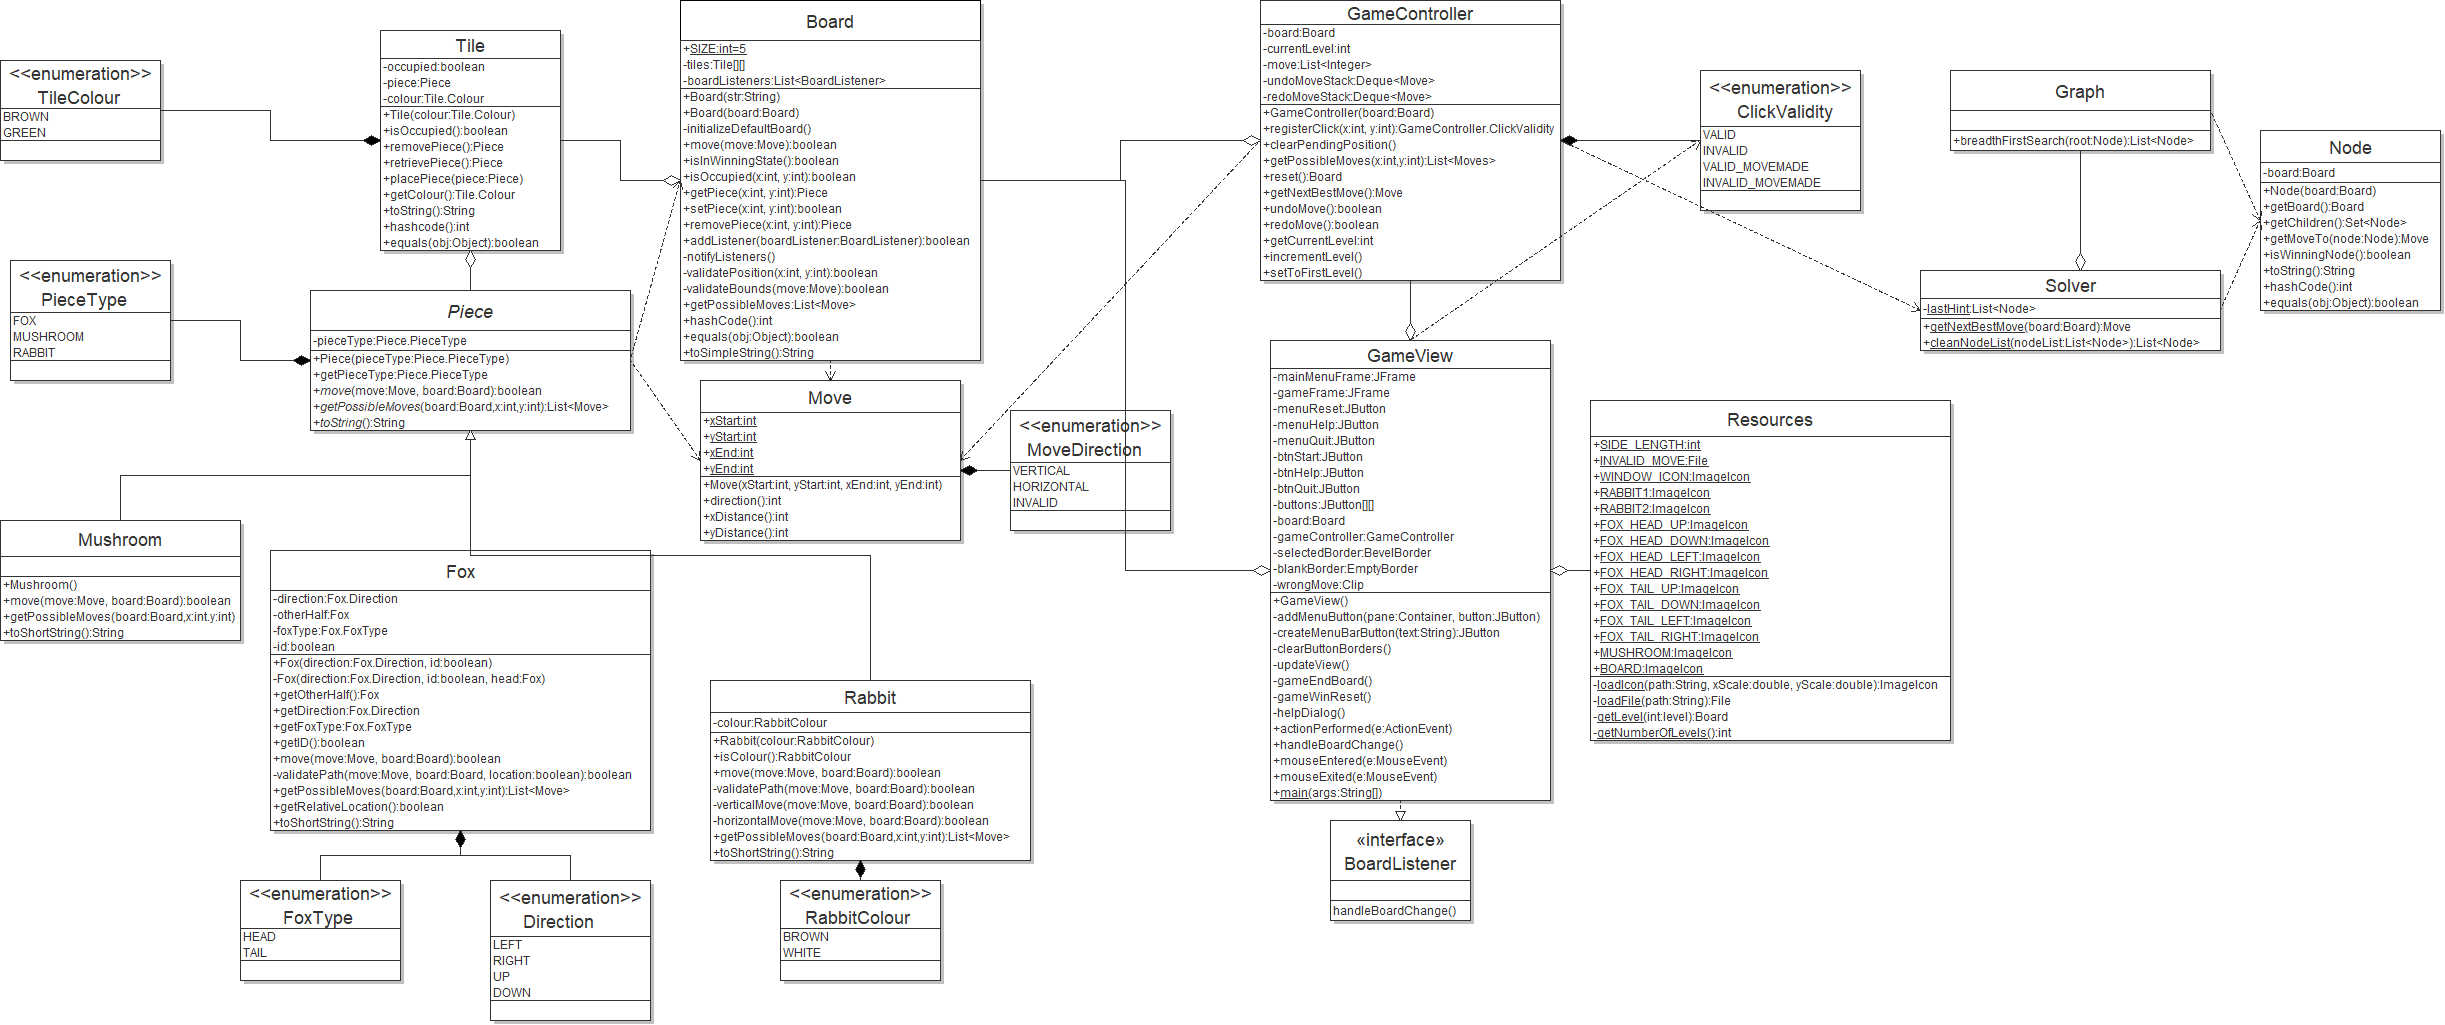 <<enumeration>>
TileColour
BROWN
GREEN
Tile
-occupied:boolean
-piece:Piece
-colour:Tile.Colour
+Tile(colour:Tile.Colour)
+isOccupied():boolean
+removePiece():Piece
+retrievePiece():Piece
+placePiece(piece:Piece)
+getColour():Tile.Colour
+toString():String
+hashcode():int
+equals(obj:Object):boolean
<<enumeration>>
PieceType
FOX
MUSHROOM
RABBIT
Piece
-pieceType:Piece.PieceType
+Piece(pieceType:Piece.PieceType)
+getPieceType:Piece.PieceType
+move(move:Move, board:Board):boolean
+getPossibleMoves(board:Board,x:int,y:int):List<Move>
+toString():String
Board
+SIZE:int=5
-tiles:Tile[][]
-boardListeners:List<BoardListener>
+Board(str:String)
+Board(board:Board)
-initializeDefaultBoard()
+move(move:Move):boolean
+isInWinningState():boolean
+isOccupied(x:int, y:int):boolean
+getPiece(x:int, y:int):Piece
+setPiece(x:int, y:int):boolean
+removePiece(x:int, y:int):Piece
+addListener(boardListener:BoardListener):boolean
-notifyListeners()
-validatePosition(x:int, y:int):boolean
-validateBounds(move:Move):boolean
+getPossibleMoves:List<Move>
+hashCode():int
+equals(obj:Object):boolean
+toSimpleString():String
Move
+xStart:int
+yStart:int
+xEnd:int
+yEnd:int
+Move(xStart:int, yStart:int, xEnd:int, yEnd:int)
+direction():int
+xDistance():int
+yDistance():int
<<enumeration>>
MoveDirection
VERTICAL
HORIZONTAL
INVALID
GameController
-board:Board
-currentLevel:int
-move:List<Integer>
-undoMoveStack:Deque<Move>
-redoMoveStack:Deque<Move>
+GameController(board:Board)
+registerClick(x:int, y:int):GameController.ClickValidity
+clearPendingPosition()
+getPossibleMoves(x:int,y:int):List<Moves>
+reset():Board
+getNextBestMove():Move
+undoMove():boolean
+redoMove():boolean
+getCurrentLevel:int
+incrementLevel()
+setToFirstLevel()
<<enumeration>>
ClickValidity
VALID
INVALID
VALID_MOVEMADE
INVALID_MOVEMADE
Graph
+breadthFirstSearch(root:Node):List<Node>
Node
-board:Board
+Node(board:Board)
+getBoard():Board
+getChildren():Set<Node>
+getMoveTo(node:Node):Move
+isWinningNode():boolean
+toString():String
+hashCode():int
+equals(obj:Object):boolean
Solver
-lastHint:List<Node>
+getNextBestMove(board:Board):Move
+cleanNodeList(nodeList:List<Node>):List<Node>
GameView
-mainMenuFrame:JFrame
-gameFrame:JFrame
-menuReset:JButton
-menuHelp:JButton
-menuQuit:JButton
-btnStart:JButton
-btnHelp:JButton
-btnQuit:JButton
-buttons:JButton[][]
-board:Board
-gameController:GameController
-selectedBorder:BevelBorder
-blankBorder:EmptyBorder
-wrongMove:Clip
+GameView()
-addMenuButton(pane:Container, button:JButton)
-createMenuBarButton(text:String):JButton
-clearButtonBorders()
-updateView()
-gameEndBoard()
-gameWinReset()
-helpDialog()
+actionPerformed(e:ActionEvent)
+handleBoardChange()
+mouseEntered(e:MouseEvent)
+mouseExited(e:MouseEvent)
+main(args:String[])
Resources
+SIDE_LENGTH:int
+INVALID_MOVE:File
+WINDOW_ICON:ImageIcon
+RABBIT1:ImageIcon
+RABBIT2:ImageIcon
+FOX_HEAD_UP:ImageIcon
+FOX_HEAD_DOWN:ImageIcon
+FOX_HEAD_LEFT:ImageIcon
+FOX_HEAD_RIGHT:ImageIcon
+FOX_TAIL_UP:ImageIcon
+FOX_TAIL_DOWN:ImageIcon
+FOX_TAIL_LEFT:ImageIcon
+FOX_TAIL_RIGHT:ImageIcon
+MUSHROOM:ImageIcon
+BOARD:ImageIcon
-loadIcon(path:String, xScale:double, yScale:double):ImageIcon
-loadFile(path:String):File
-getLevel(int:level):Board
-getNumberOfLevels():int
«interface»
BoardListener
handleBoardChange()
Mushroom
+Mushroom()
+move(move:Move, board:Board):boolean
+getPossibleMoves(board:Board,x:int.y:int)
+toShortString():String
Fox
-direction:Fox.Direction
-otherHalf:Fox
-foxType:Fox.FoxType
-id:boolean
+Fox(direction:Fox.Direction, id:boolean)
-Fox(direction:Fox.Direction, id:boolean, head:Fox)
+getOtherHalf():Fox
+getDirection:Fox.Direction
+getFoxType:Fox.FoxType
+getID():boolean
+move(move:Move, board:Board):boolean
-validatePath(move:Move, board:Board, location:boolean):boolean
+getPossibleMoves(board:Board,x:int,y:int):List<Move>
+getRelativeLocation():boolean
+toShortString():String
<<enumeration>>
FoxType
HEAD
TAIL
<<enumeration>>
Direction
LEFT
RIGHT
UP
DOWN
Rabbit
-colour:RabbitColour
+Rabbit(colour:RabbitColour)
+isColour():RabbitColour
+move(move:Move, board:Board):boolean
-validatePath(move:Move, board:Board):boolean
-verticalMove(move:Move, board:Board):boolean
-horizontalMove(move:Move, board:Board):boolean
+getPossibleMoves(board:Board,x:int,y:int):List<Move>
+toShortString():String
<<enumeration>>
RabbitColour
BROWN
WHITE